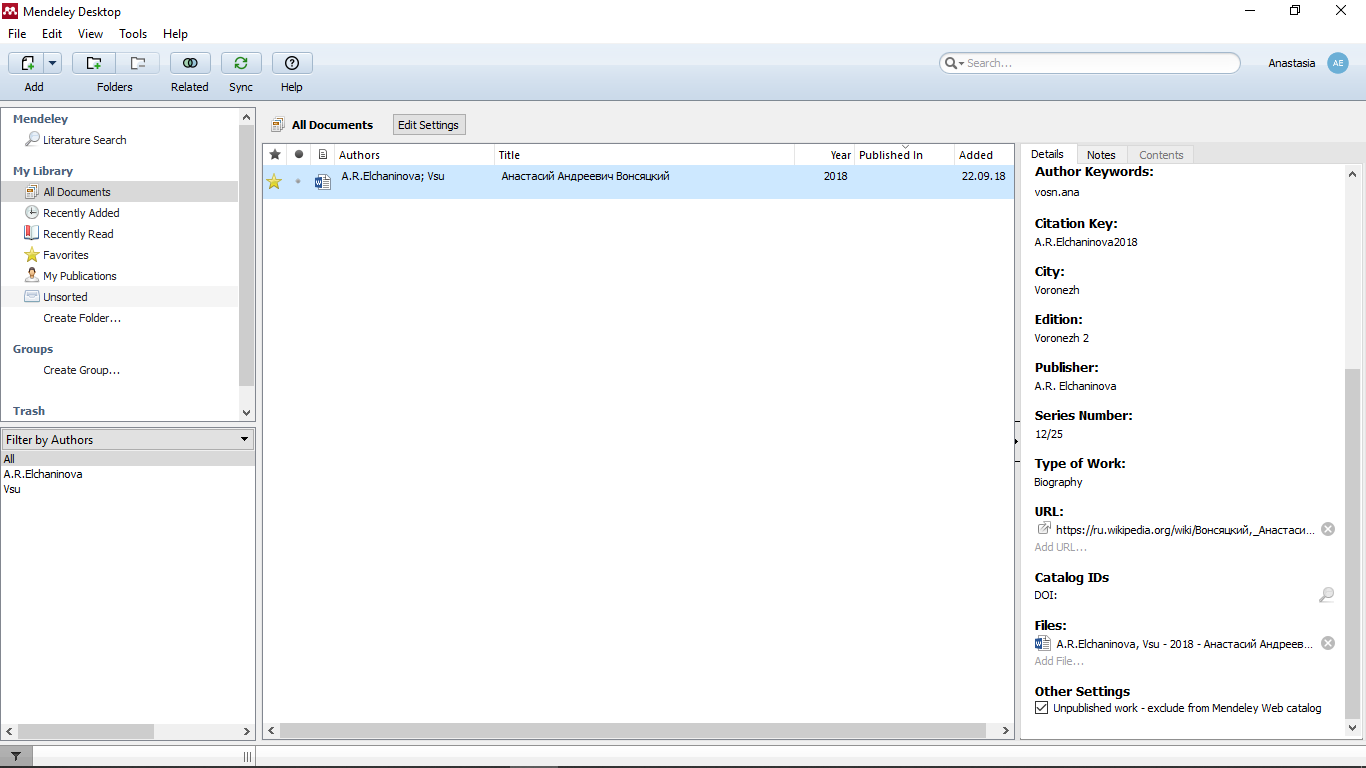 Mendeley Desktop
File Edit View Tools Help
Search...
Anastasia AE
Add Folders Related Sync Help
Mendeley
Literature Search
My Library
All Documents
Recently Added
Recently Read
Favorites
My Publications
Unsorted
Create Folder...
Groups
Create Group...
Trash
Filter by Authors
All
A.R.Elchaninova
Vsu
All Documents Edit Settings
Authors Title Year Published In Added
A.R.Elchaninova; Vsu Анастасий Андреевич Вонсяцкий 2018 22.09.18
Details Notes Contents
Author Keywords:
vosn.ana
Citation Key:
A.R.Elchaninova2018
City:
Voronezh
Edition:
Voronezh 2
Publisher:
A.R. Elchaninova
Series Number:
12/25
Type of Work:
Biography
URL:
https://ru.wikipedia.org/wiki/Вонсяцкий,_Анастаси...
Add URL...
Catalog IDs
DOI:
Files:
A.R.Elchaninova, Vsu - 2018 - Анастасий Андреев...
Add File...
Other Settings
Unpublished work - exclude from Mendeley Web catalog